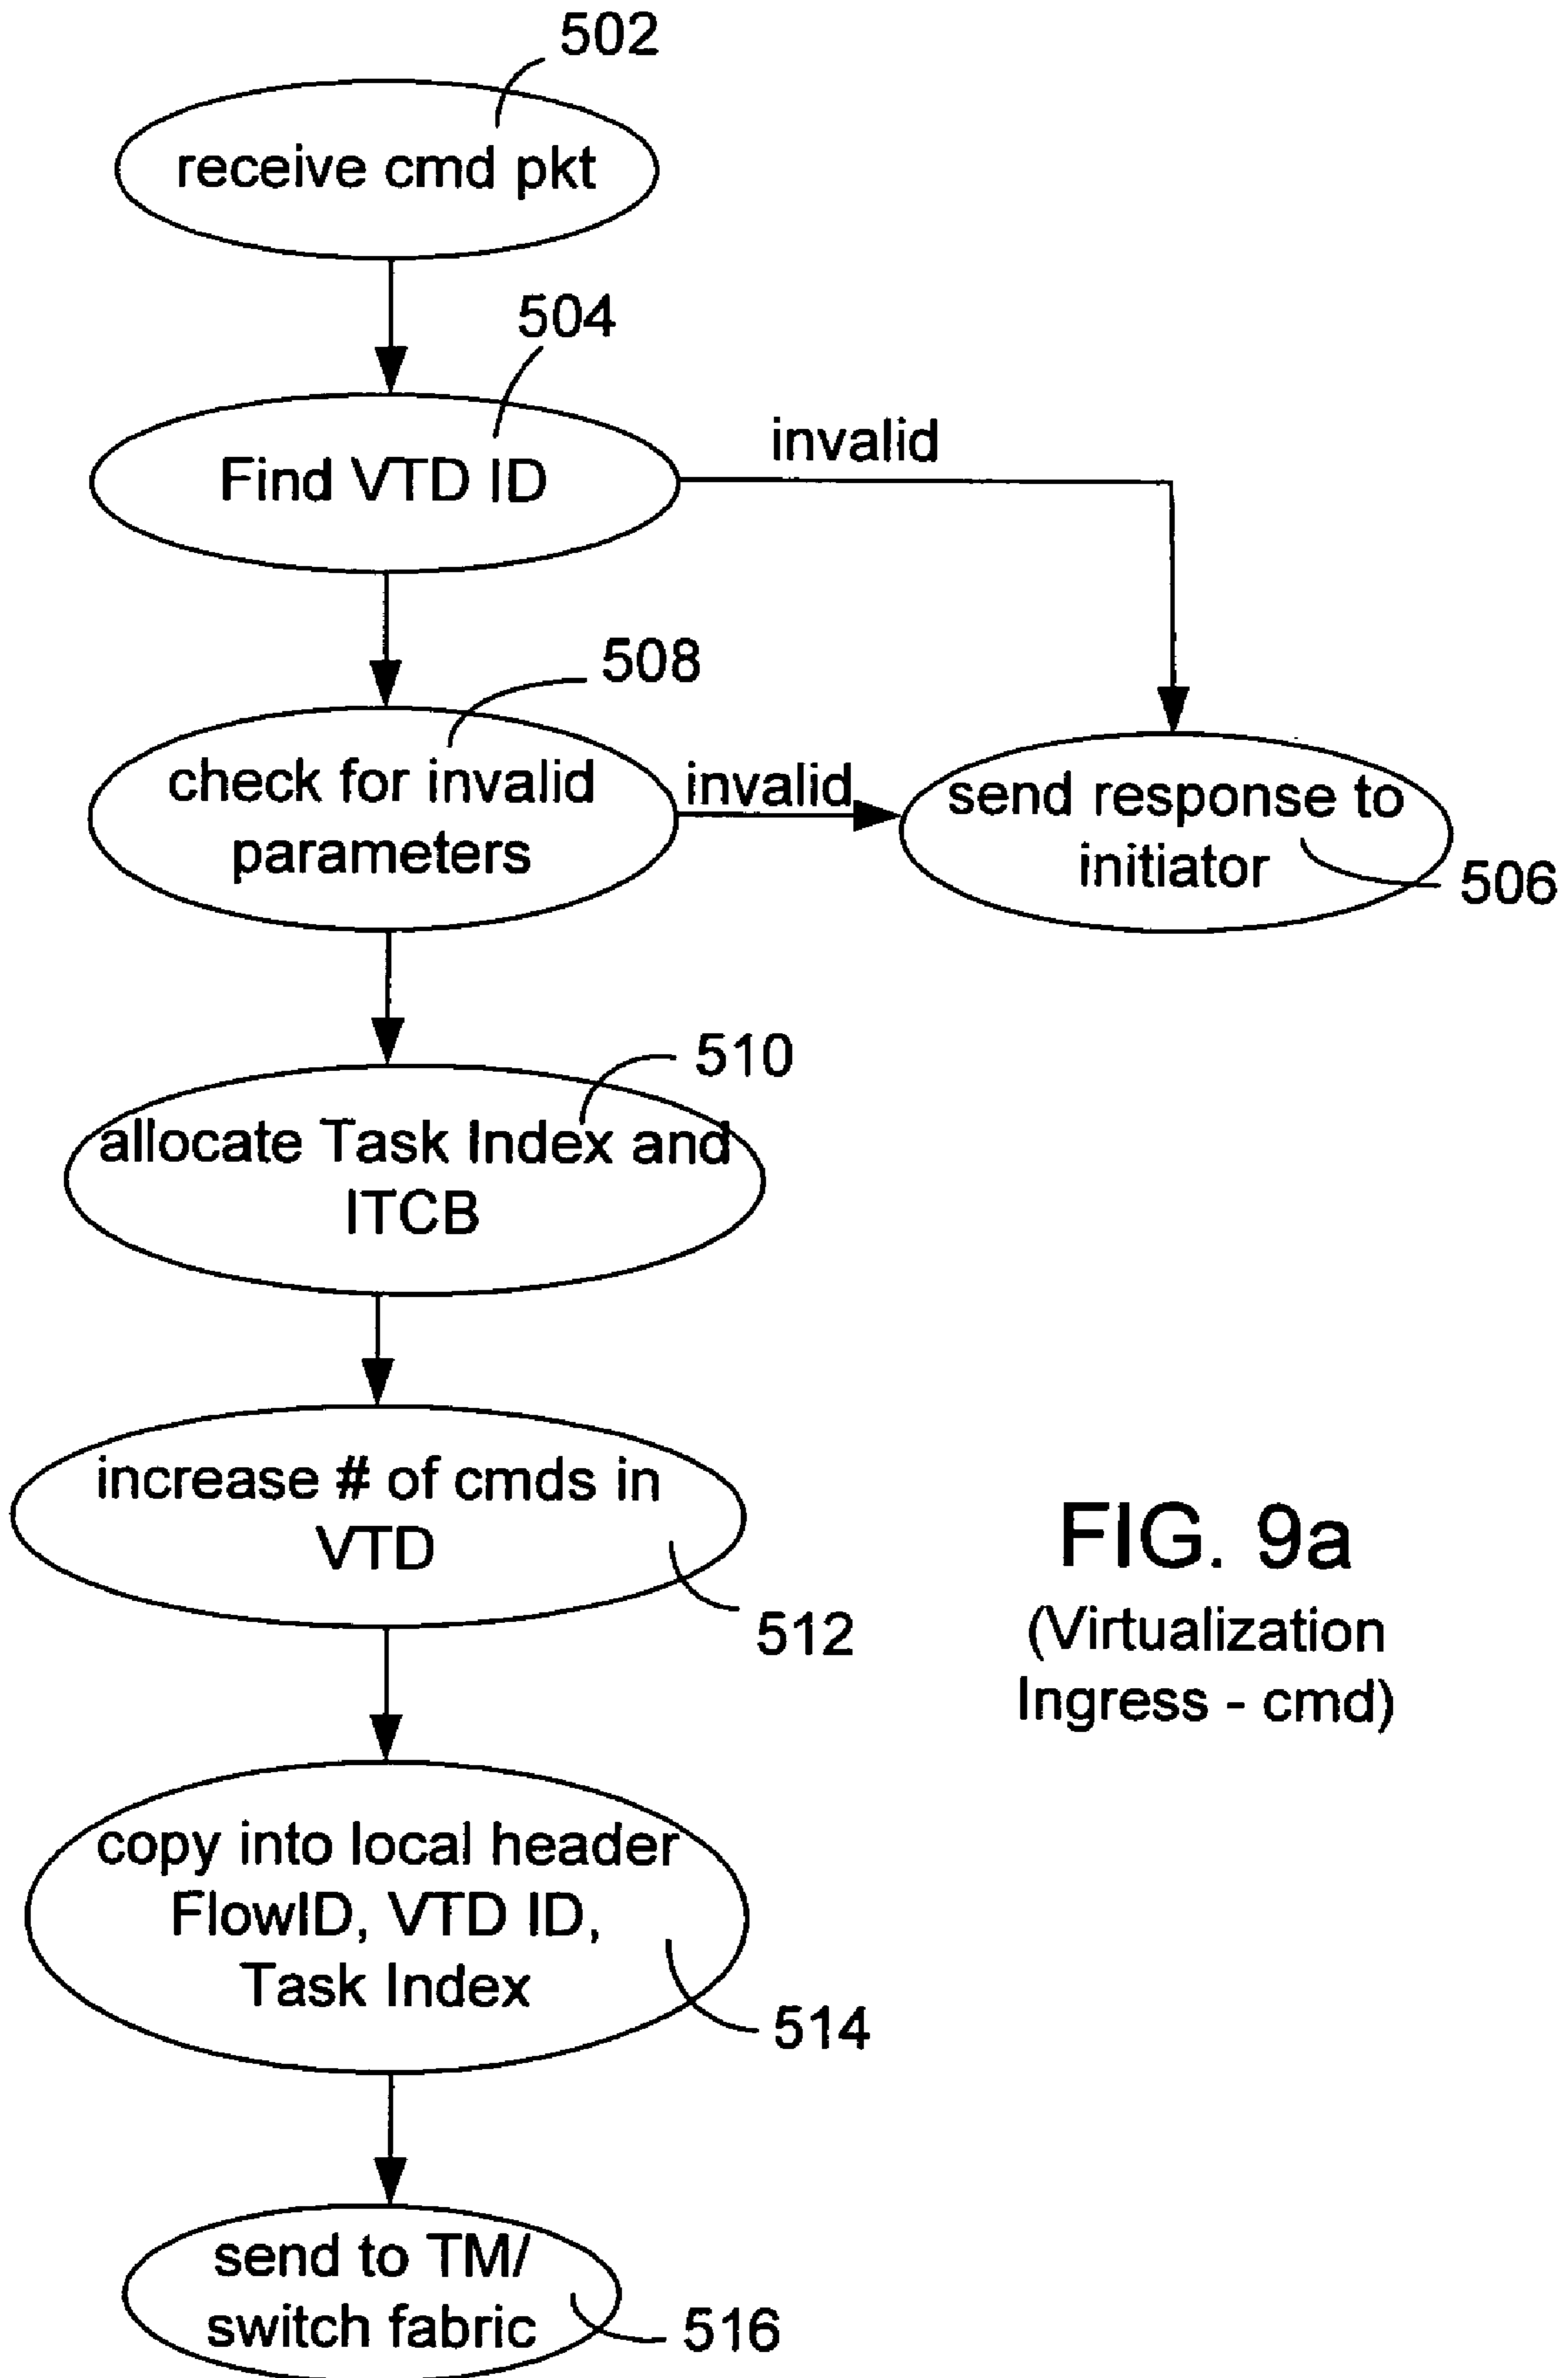 502
receive cmd pkt
504
Find VTD ID
invalid
508
check for invalid
parameters
invalid
send response to
initiator
506
510
allocate Task Index and
ITCB
increase # of cmds in
VTD
512
FIG. 9a
(Virtualization
Ingress - cmd)
copy into local header
FlowID, VTD ID,
Task Index
514
send to TM/
switch fabric
516